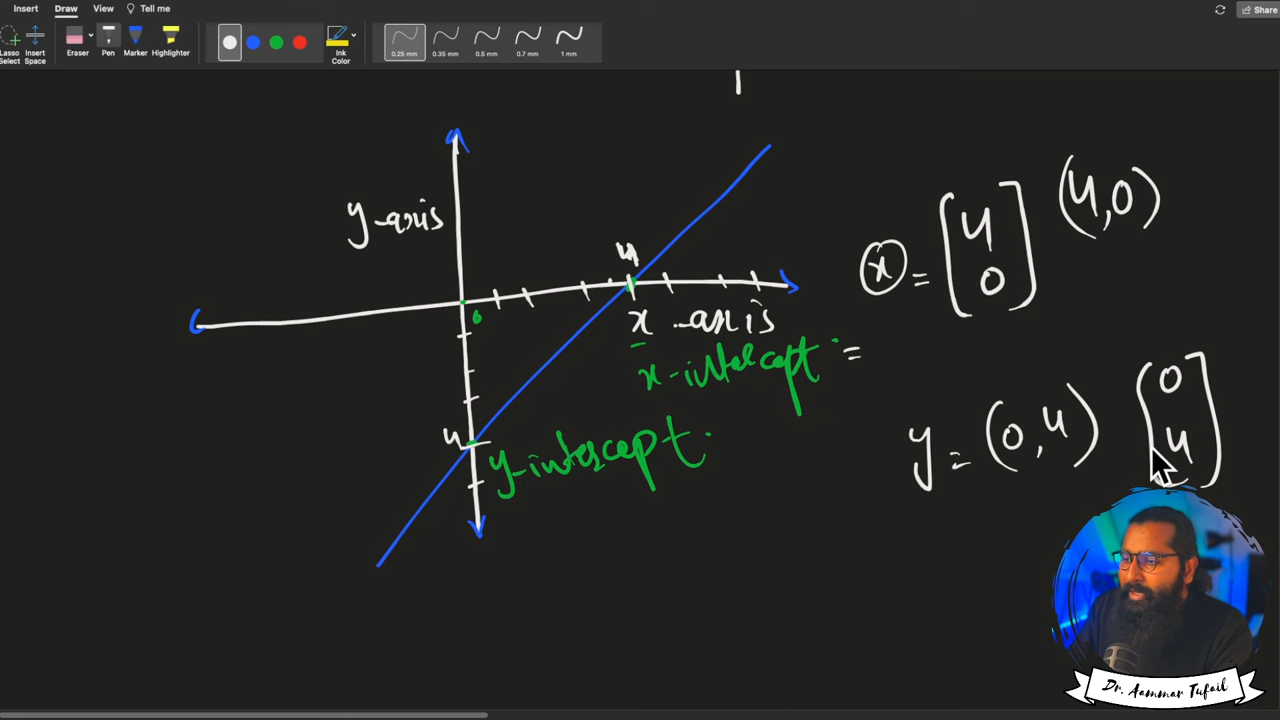 Insert Draw View Tell me Share
Lasso Select Insert Space Eraser Pen Marker Highlighter Ink Color 0.25 mm 0.35 mm 0.5 mm 0.7 mm 1 mm
y-axis
4
0
x-axis
x-intercept =
4
y-intercept
x = [4 0] (4,0)
y = (0,4) [0 4]
Dr. Aammar Tufail